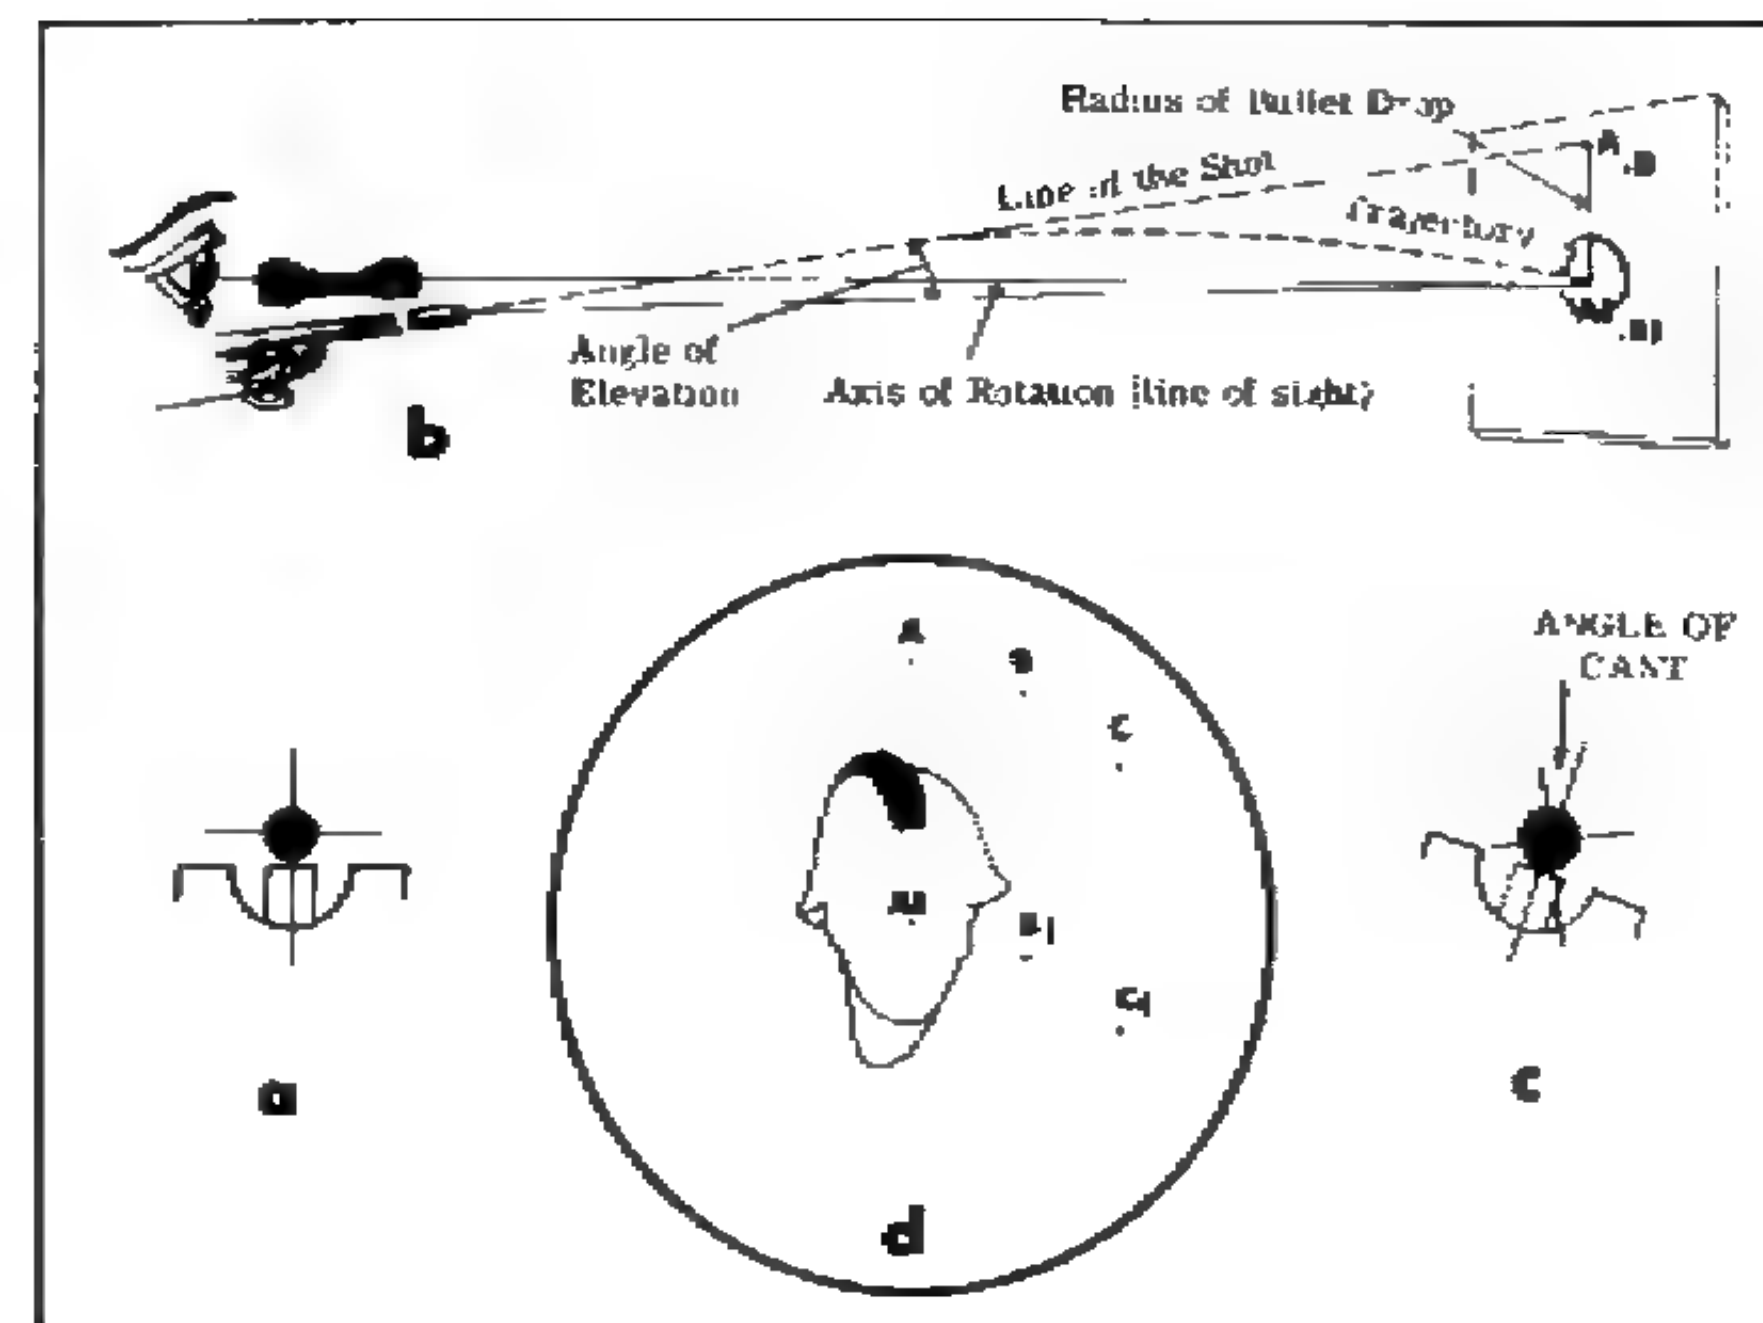 Radius of Bullet Drop
A
.B
Line of the Shot
Trajectory
Angle of
Elevation
Axis of Rotation (line of sight)
b
A
B
C
ANGLE OF
CAST
a
c
d